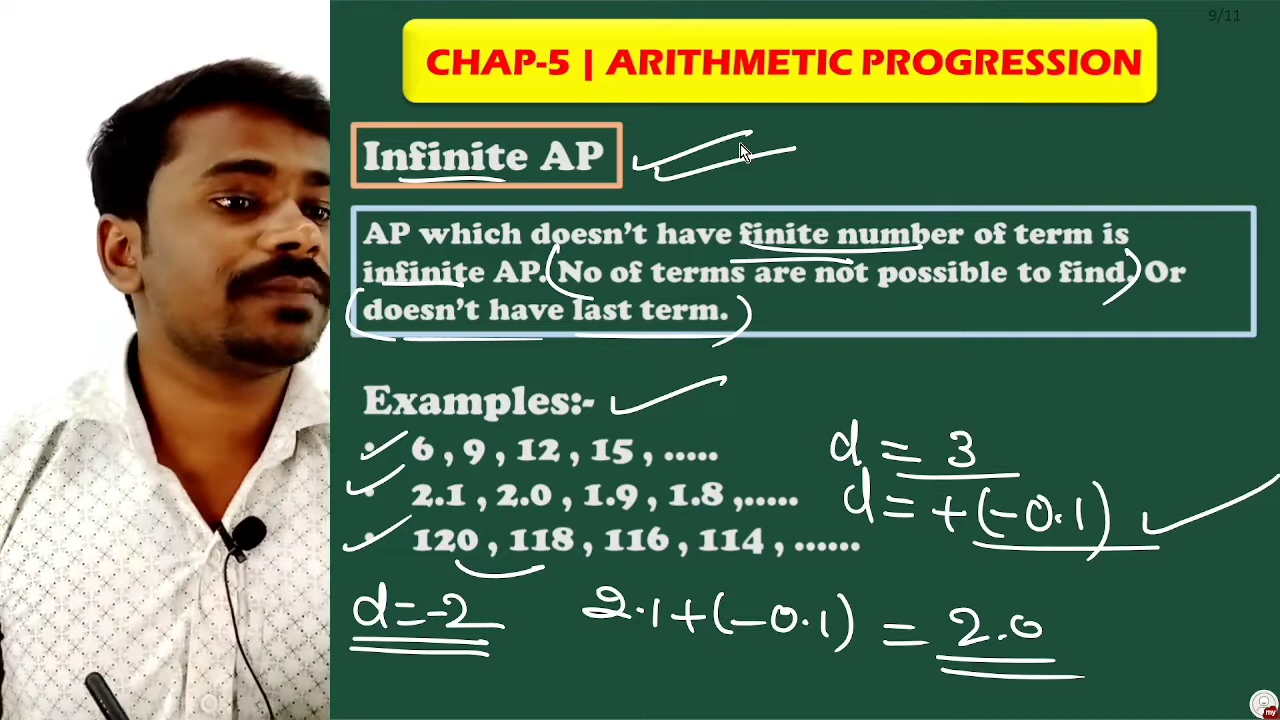 9/11
CHAP-5 | ARITHMETIC PROGRESSION
Infinite AP
AP which doesn't have finite number of term is
infinite AP. (No of terms are not possible to find.) Or
(doesn't have last term.)
Examples:-
• 6 , 9 , 12 , 15 , .....
d = 3
• 2.1 , 2.0 , 1.9 , 1.8 ,.....
d = +(-0.1)
• 120 , 118 , 116 , 114 , ......
d = -2
2.1+(-0.1) = 2.0
my